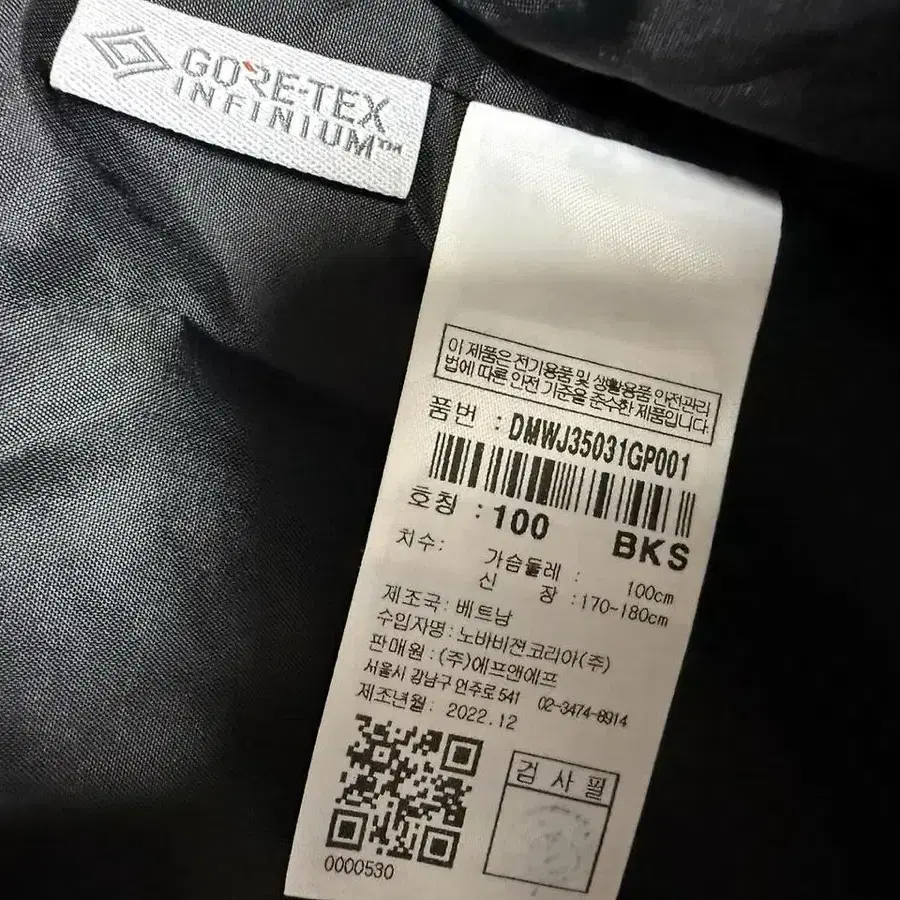 GORE-TEX
INFINIUM™
이 제품은 전기용품 및 생활용품 안전관리
법에 따른 안전 기준을 준수한 제품입니다.
품번 : DMWJ35031GP001
호칭 : 100 BKS
치수: 가슴둘레 : 100cm
신 장 : 170~180cm
제조국: 베트남
수입자명: 노바비젼코리아(주)
판매원 : (주)에프앤에프
서울시 강남구 언주로 541 02-3474-8914
제조년월: 2022.12
검사필
0000530